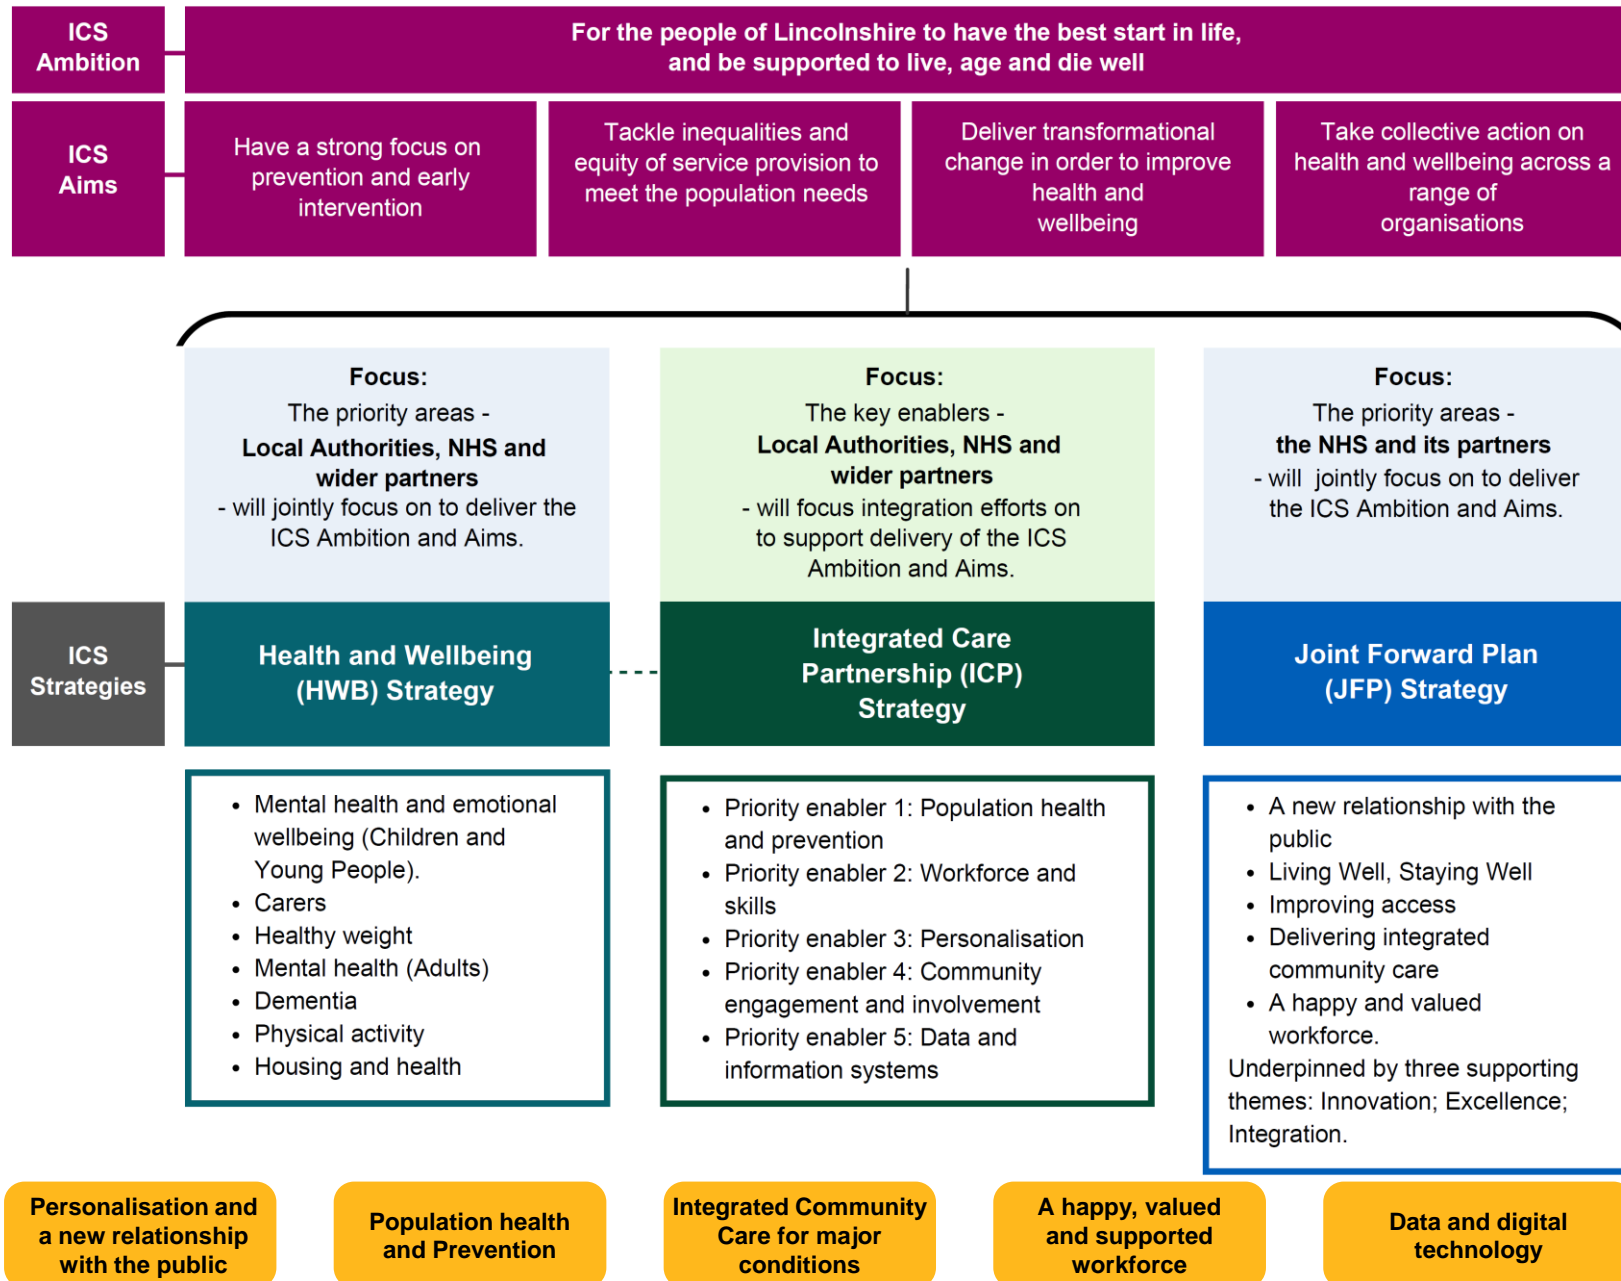 ICS
Ambition
For the people of Lincolnshire to have the best start in life,
and be supported to live, age and die well
ICS
Aims
Have a strong focus on
prevention and early
intervention
Tackle inequalities and
equity of service provision to
meet the population needs
Deliver transformational
change in order to improve
health and
wellbeing
Take collective action on
health and wellbeing across a
range of
organisations
Focus:
The priority areas -
Local Authorities, NHS and
wider partners
- will jointly focus on to deliver the
ICS Ambition and Aims.
Focus:
The key enablers -
Local Authorities, NHS and
wider partners
- will focus integration efforts on
to support delivery of the ICS
Ambition and Aims.
Focus:
The priority areas -
the NHS and its partners
- will jointly focus on to deliver
the ICS Ambition and Aims.
ICS
Strategies
Health and Wellbeing
(HWB) Strategy
Integrated Care
Partnership (ICP)
Strategy
Joint Forward Plan
(JFP) Strategy
• Mental health and emotional
wellbeing (Children and
Young People).
• Carers
• Healthy weight
• Mental health (Adults)
• Dementia
• Physical activity
• Housing and health
• Priority enabler 1: Population health
and prevention
• Priority enabler 2: Workforce and
skills
• Priority enabler 3: Personalisation
• Priority enabler 4: Community
engagement and involvement
• Priority enabler 5: Data and
information systems
• A new relationship with the
public
• Living Well, Staying Well
• Improving access
• Delivering integrated
community care
• A happy and valued
workforce.
Underpinned by three supporting
themes: Innovation; Excellence;
Integration.
Personalisation and
a new relationship
with the public
Population health
and Prevention
Integrated Community
Care for major
conditions
A happy, valued
and supported
workforce
Data and digital
technology